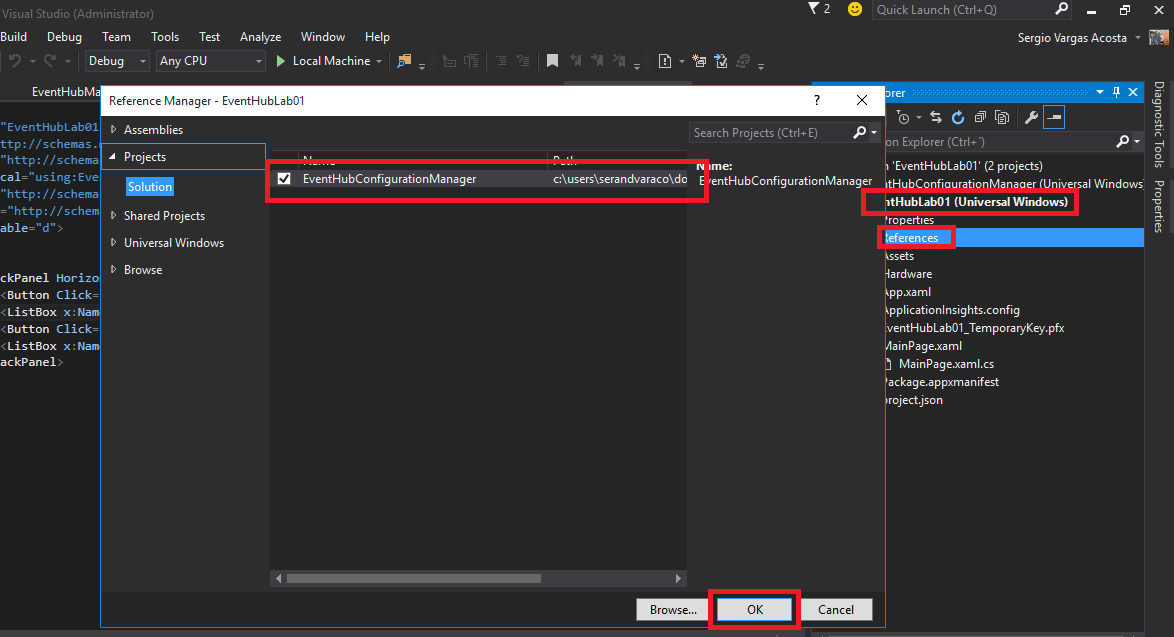 Visual Studio (Administrator)
2
Quick Launch (Ctrl+Q)
Build Debug Team Tools Test Analyze Window Help
Sergio Vargas Acosta
Debug Any CPU Local Machine
EventHubMa
orer
Reference Manager - EventHubLab01
?
Assemblies
Search Projects (Ctrl+E)
Projects
Solution
Shared Projects
Universal Windows
Browse
Name Path
EventHubConfigurationManager c:\users\serandvaraco\do
Name:
EventHubConfigurationManager
Browse...
OK
Cancel
"EventHubLab01
ttp://schemas.
"http://schema
cal="using:Eve
"http://schema
="http://schem
able="d">
ckPanel Horizo
<Button Click=
<ListBox x:Nam
<Button Click=
<ListBox x:Nam
ackPanel>
on Explorer (Ctrl+´)
n 'EventHubLab01' (2 projects)
ntHubConfigurationManager (Universal Windows)
ntHubLab01 (Universal Windows)
Properties
References
Assets
Hardware
App.xaml
ApplicationInsights.config
EventHubLab01_TemporaryKey.pfx
MainPage.xaml
MainPage.xaml.cs
Package.appxmanifest
project.json
Diagnostic Tools
Properties